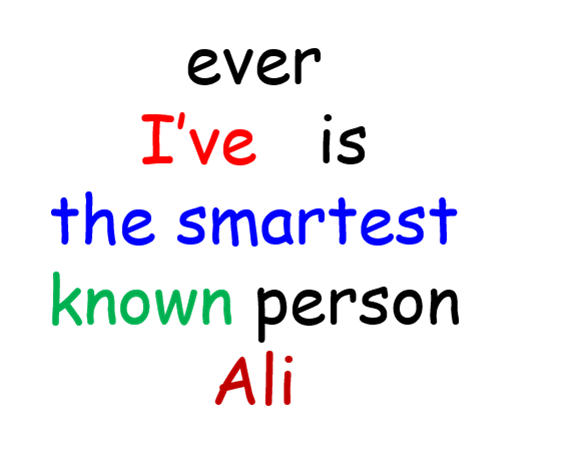 ever
I've is
the smartest
known person
Ali